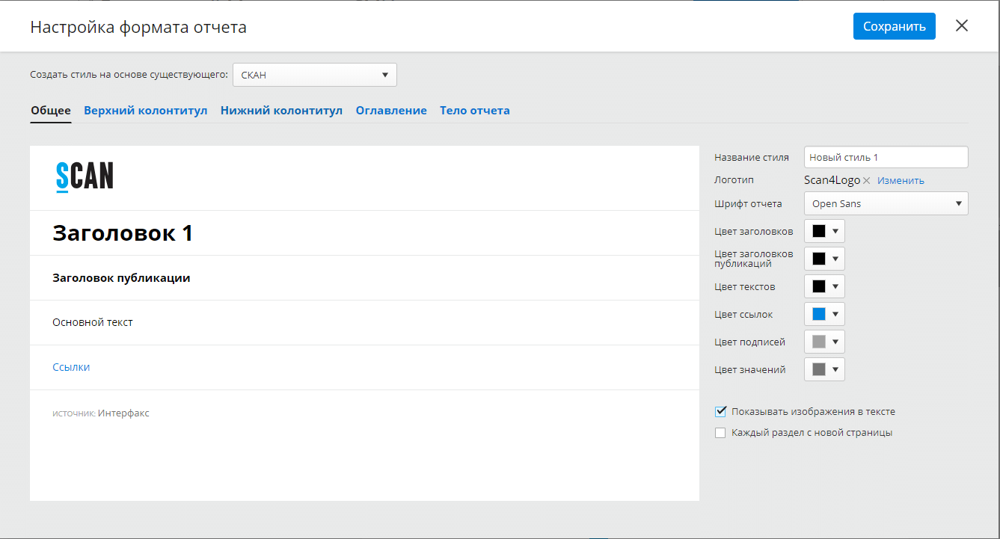 Настройка формата отчета
Сохранить
Создать стиль на основе существующего: СКАН
Общее Верхний колонтитул Нижний колонтитул Оглавление Тело отчета
SCAN
Заголовок 1
Заголовок публикации
Основной текст
Ссылки
источник: Интерфакс
Название стиля Новый стиль 1
Логотип Scan4Logo Изменить
Шрифт отчета Open Sans
Цвет заголовков
Цвет заголовков
публикаций
Цвет текстов
Цвет ссылок
Цвет подписей
Цвет значений
Показывать изображения в тексте
Каждый раздел с новой страницы